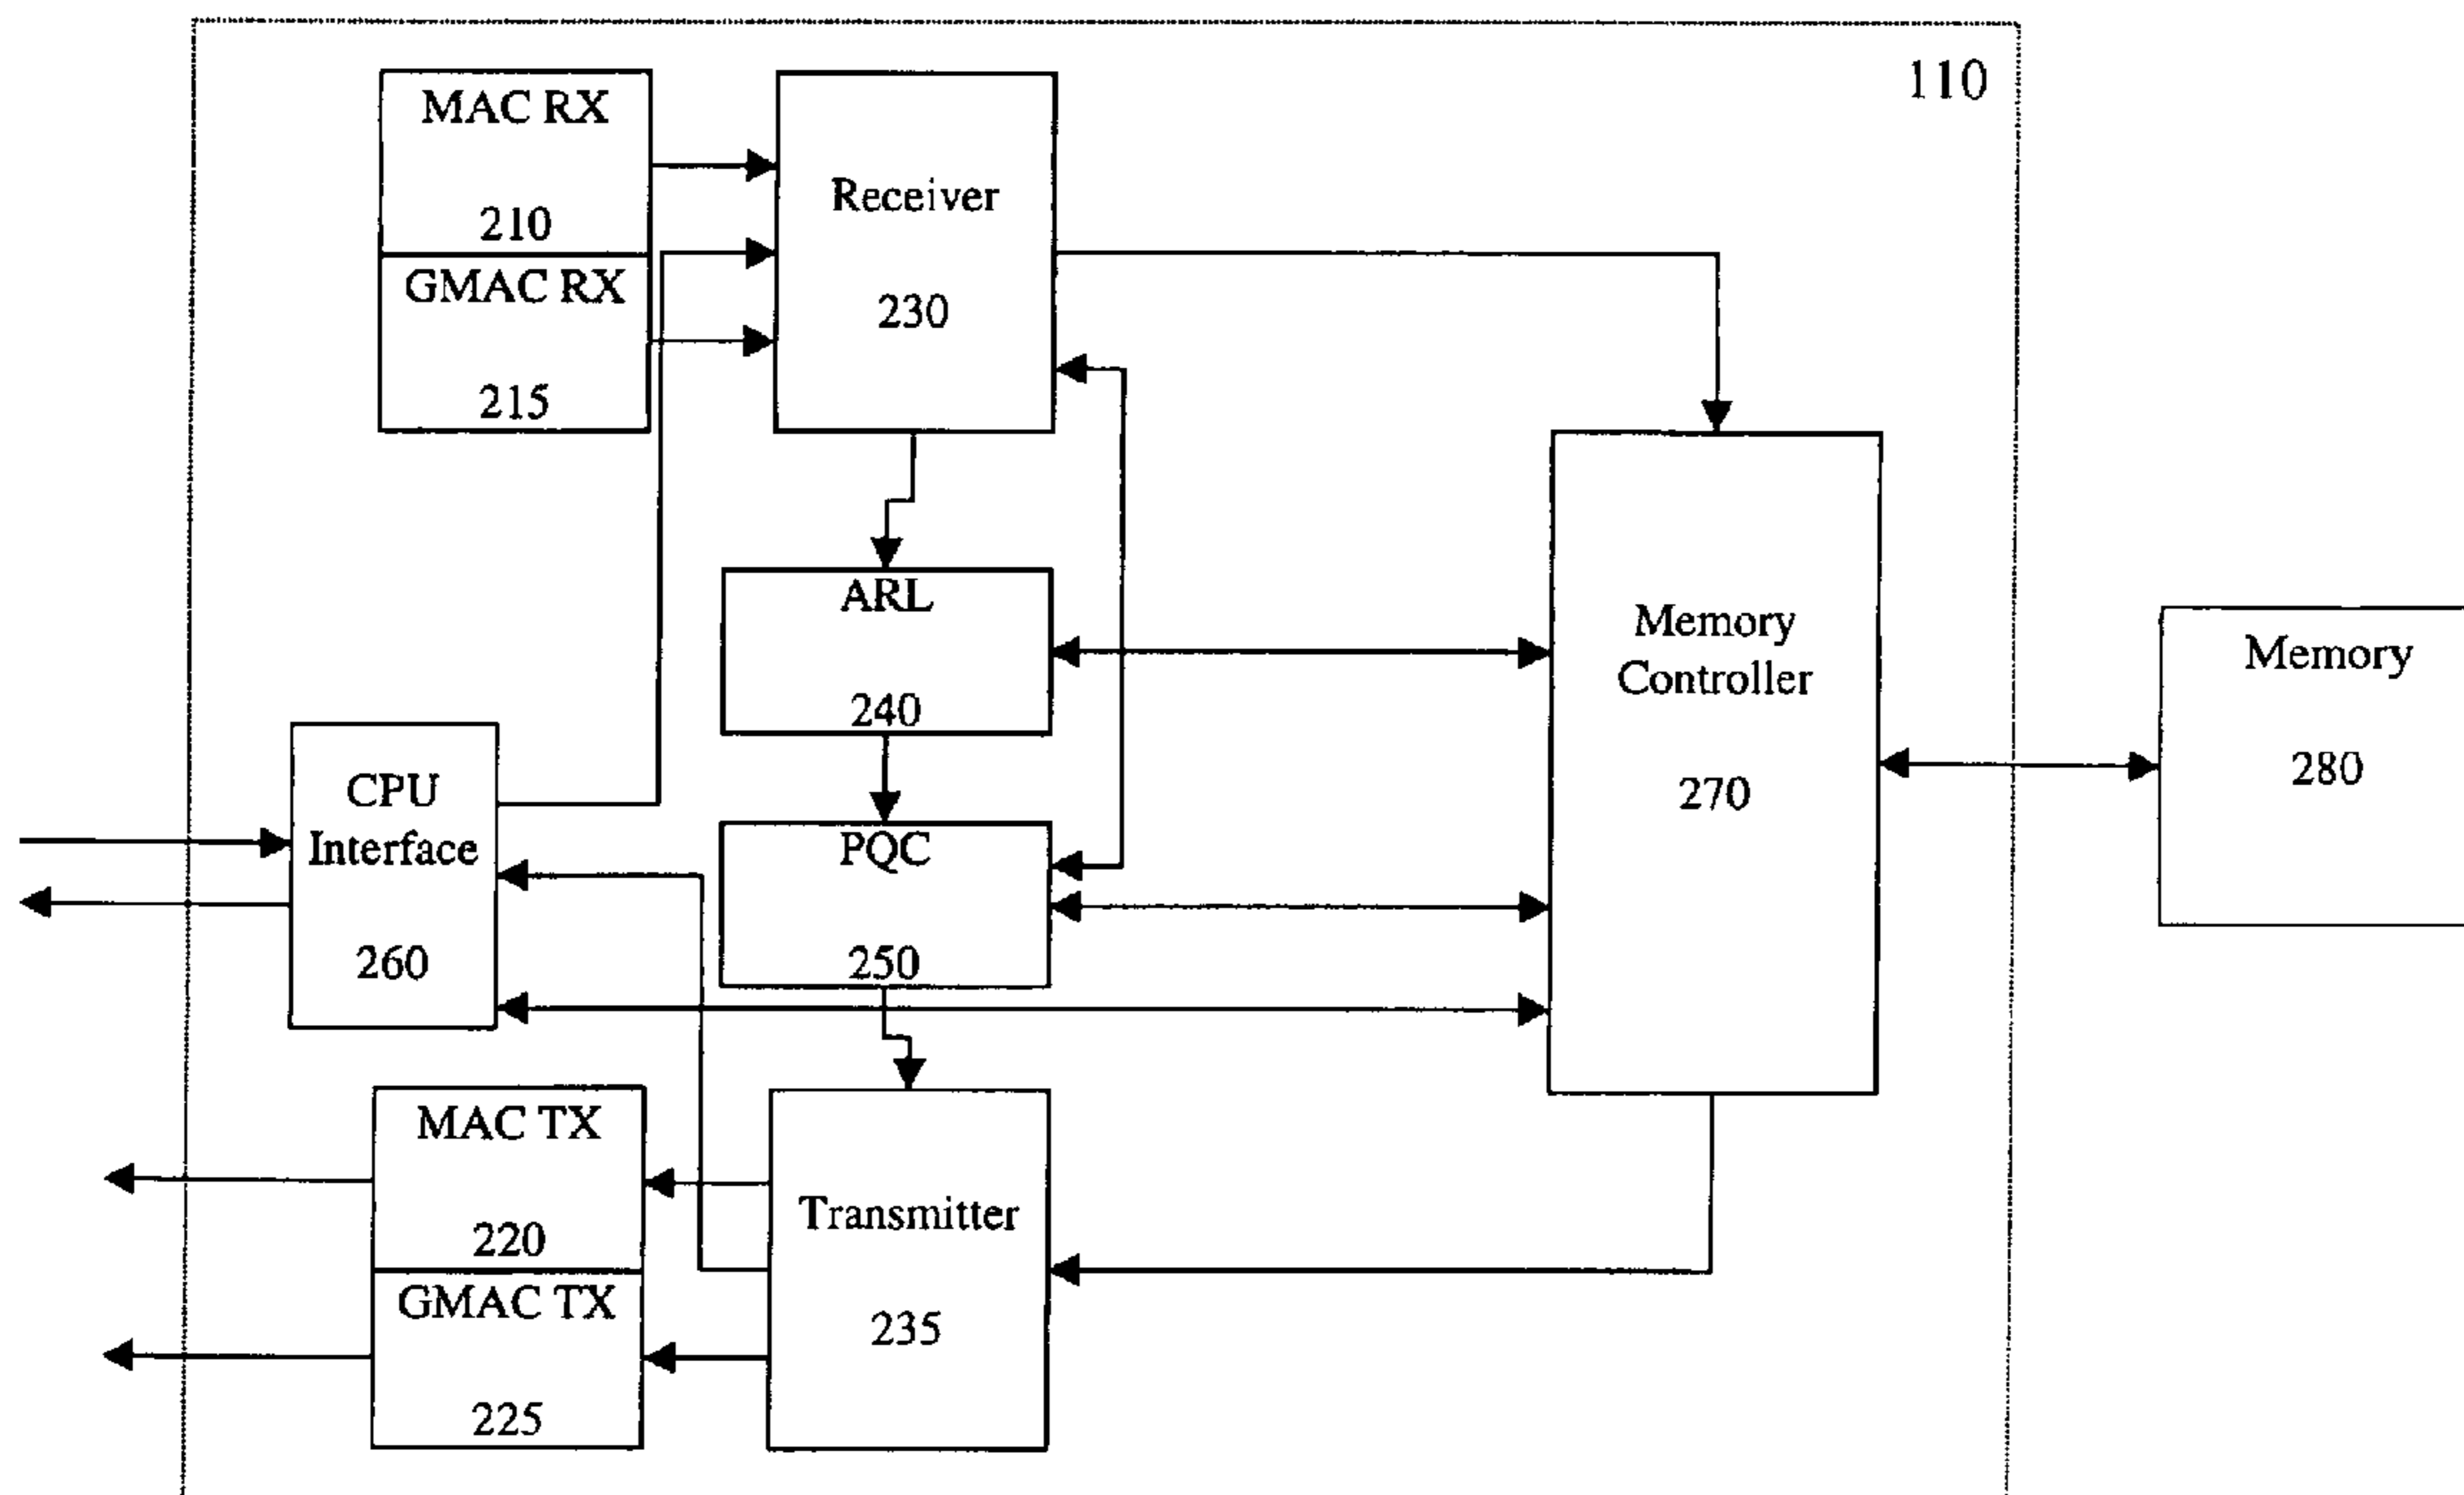 110
MAC RX
210
GMAC RX
215
Receiver
230
ARL
240
Memory
Controller
270
Memory
280
CPU
Interface
260
PQC
250
MAC TX
220
GMAC TX
225
Transmitter
235